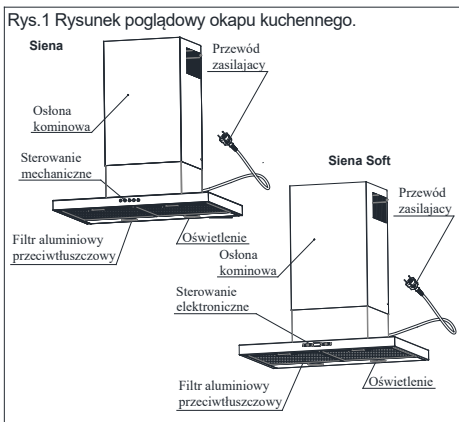 Rys.1 Rysunek poglądowy okapu kuchennego.
Siena
Przewód
zasilajacy
Osłona
kominowa
Sterowanie
mechaniczne
Filtr aluminiowy
przeciwtłuszczowy
Oświetlenie
Siena Soft
Przewód
zasilajacy
Osłona
kominowa
Sterowanie
elektroniczne
Filtr aluminiowy
przeciwtłuszczowy
Oświetlenie